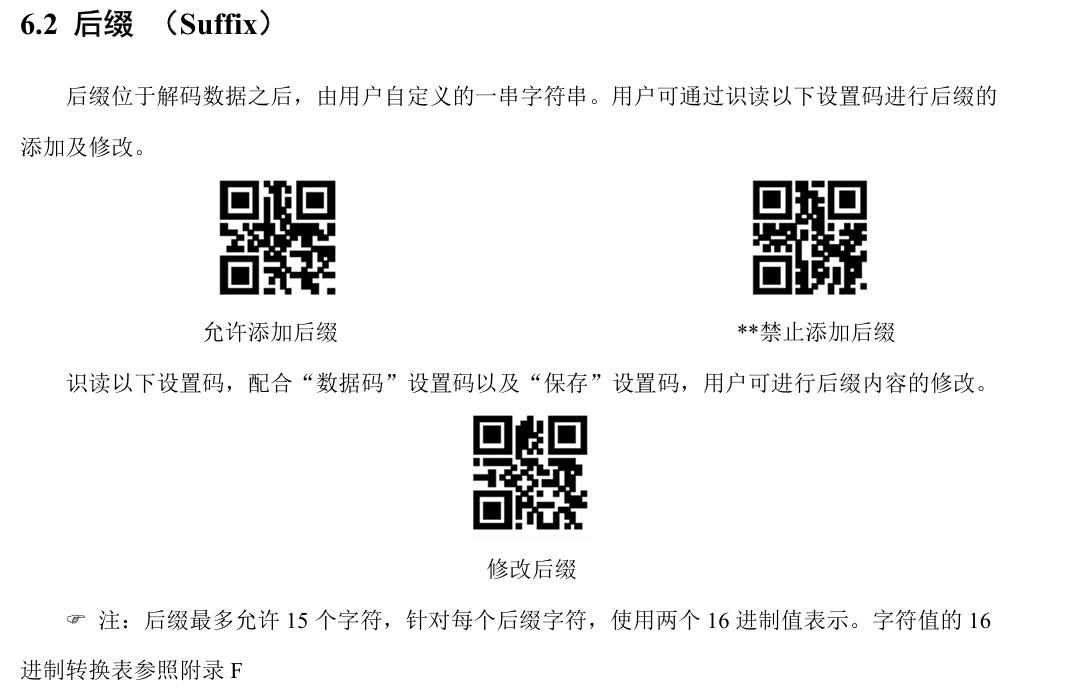 6.2 后缀 （Suffix）
后缀位于解码数据之后，由用户自定义的一串字符串。用户可通过识读以下设置码进行后缀的
添加及修改。
允许添加后缀
**禁止添加后缀
识读以下设置码，配合“数据码”设置码以及“保存”设置码，用户可进行后缀内容的修改。
修改后缀
☞ 注：后缀最多允许 15 个字符，针对每个后缀字符，使用两个 16 进制值表示。字符值的 16
进制转换表参照附录 F